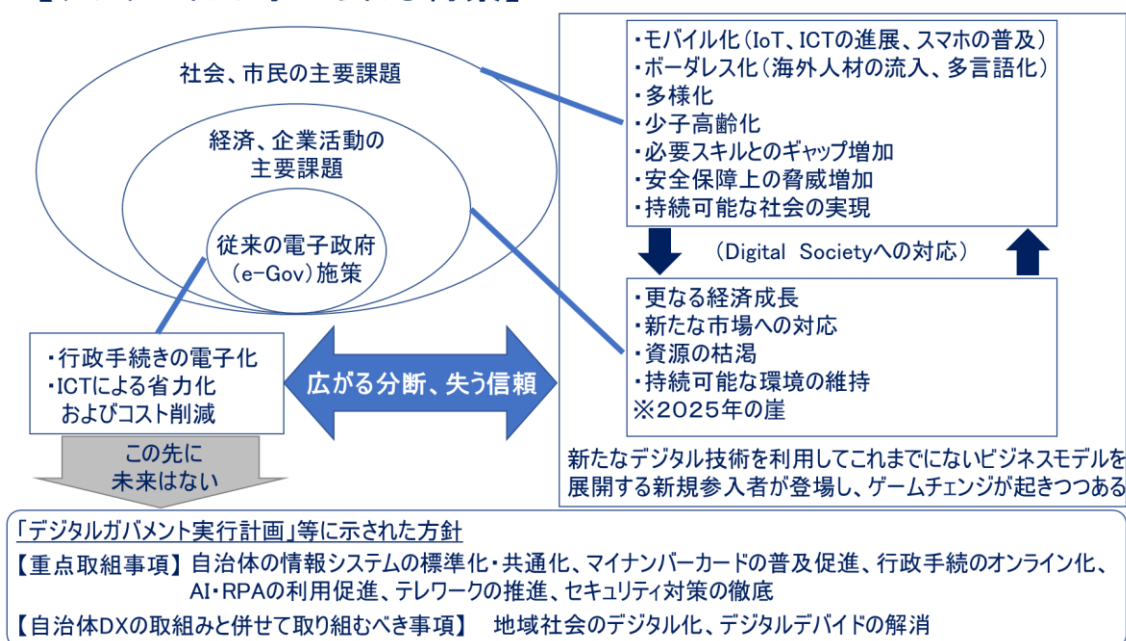 社会、市民の主要課題
経済、企業活動の
主要課題
従来の電子政府
(e-Gov)施策
・モバイル化(IoT、ICTの進展、スマホの普及)
・ボーダレス化(海外人材の流入、多言語化)
・多様化
・少子高齢化
・必要スキルとのギャップ増加
・安全保障上の脅威増加
・持続可能な社会の実現
(Digital Societyへの対応)
・更なる経済成長
・新たな市場への対応
・資源の枯渇
・持続可能な環境の維持
※2025年の崖
新たなデジタル技術を利用してこれまでにないビジネスモデルを
展開する新規参入者が登場し、ゲームチェンジが起きつつある
・行政手続きの電子化
・ICTによる省力化
およびコスト削減
広がる分断、失う信頼
この先に
未来はない
「デジタルガバメント実行計画」等に示された方針
【重点取組事項】 自治体の情報システムの標準化・共通化、マイナンバーカードの普及促進、行政手続のオンライン化、
AI・RPAの利用促進、テレワークの推進、セキュリティ対策の徹底
【自治体DXの取組みと併せて取り組むべき事項】 地域社会のデジタル化、デジタルデバイドの解消